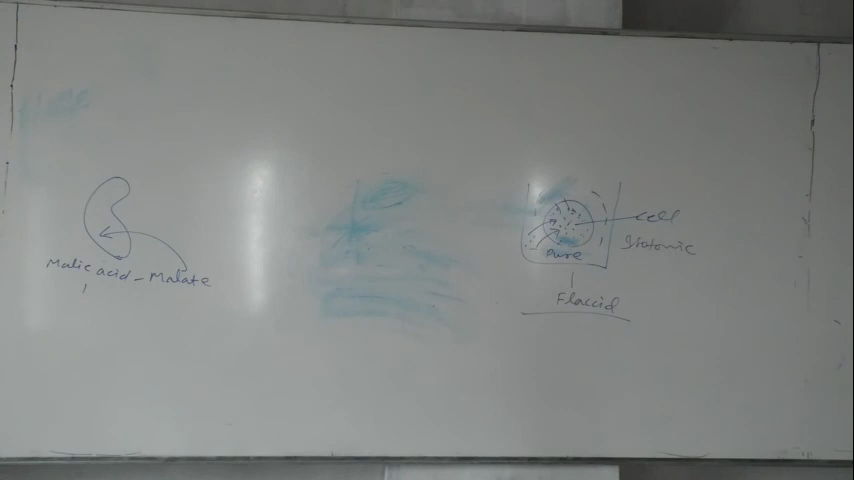 Malic acid - Malate
cell
Isotonic
Pure
Flaccid